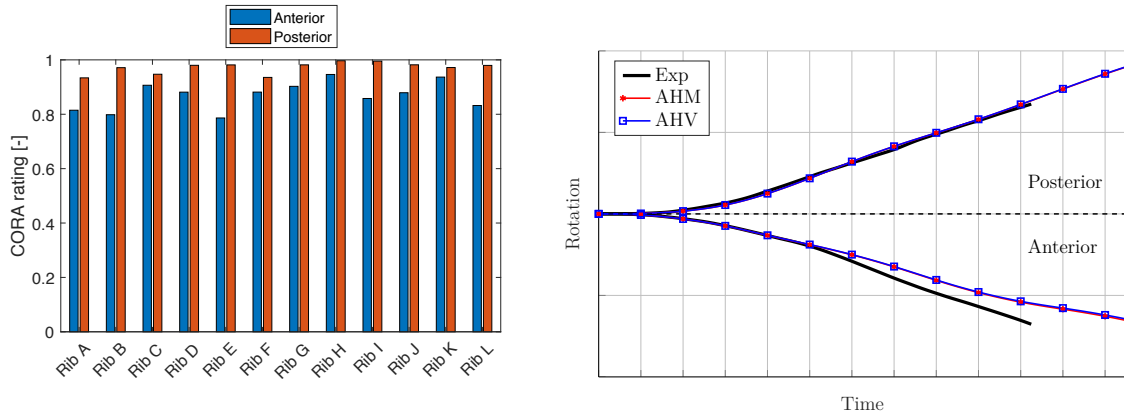 Anterior
Posterior
CORA rating [-]
1
0.8
0.6
0.4
0.2
0
Rib A
Rib B
Rib C
Rib D
Rib E
Rib F
Rib G
Rib H
Rib I
Rib J
Rib K
Rib L
Exp
AHM
AHV
Rotation
Posterior
Anterior
Time